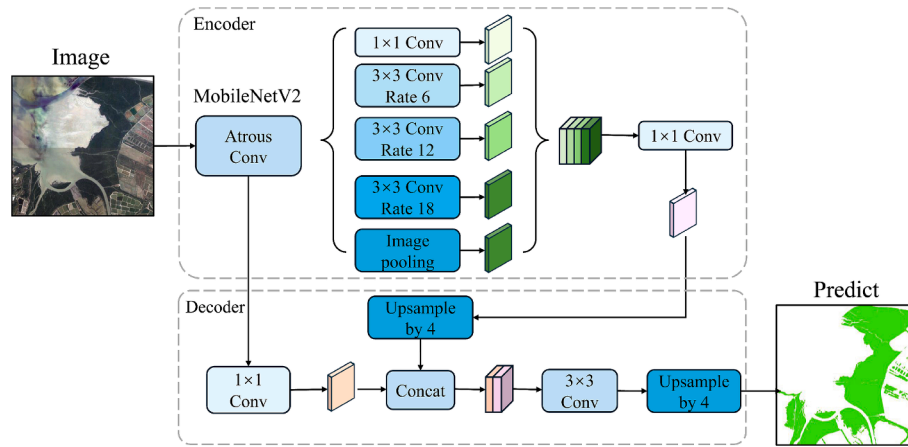 Encoder
Image
MobileNetV2
Atrous
Conv
1×1 Conv
3×3 Conv
Rate 6
3×3 Conv
Rate 12
3×3 Conv
Rate 18
Image
pooling
1×1 Conv
Decoder
Upsample
by 4
1×1
Conv
Concat
3×3
Conv
Upsample
by 4
Predict